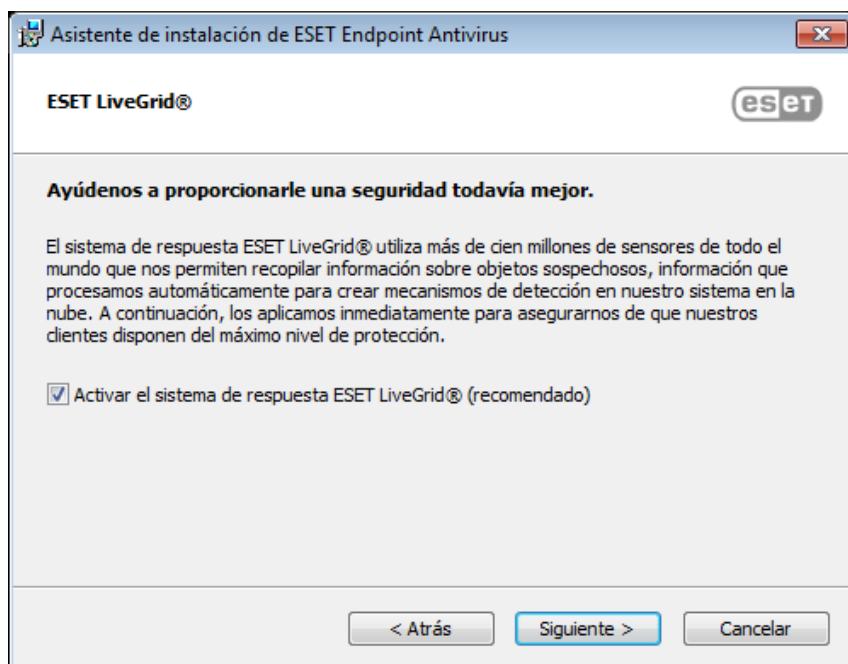 Asistente de instalación de ESET Endpoint Antivirus
ESET LiveGrid®
eseT
Ayúdenos a proporcionarle una seguridad todavía mejor.
El sistema de respuesta ESET LiveGrid® utiliza más de cien millones de sensores de todo el
mundo que nos permiten recopilar información sobre objetos sospechosos, información que
procesamos automáticamente para crear mecanismos de detección en nuestro sistema en la
nube. A continuación, los aplicamos inmediatamente para asegurarnos de que nuestros
clientes disponen del máximo nivel de protección.
Activar el sistema de respuesta ESET LiveGrid® (recomendado)
< Atrás
Siguiente >
Cancelar